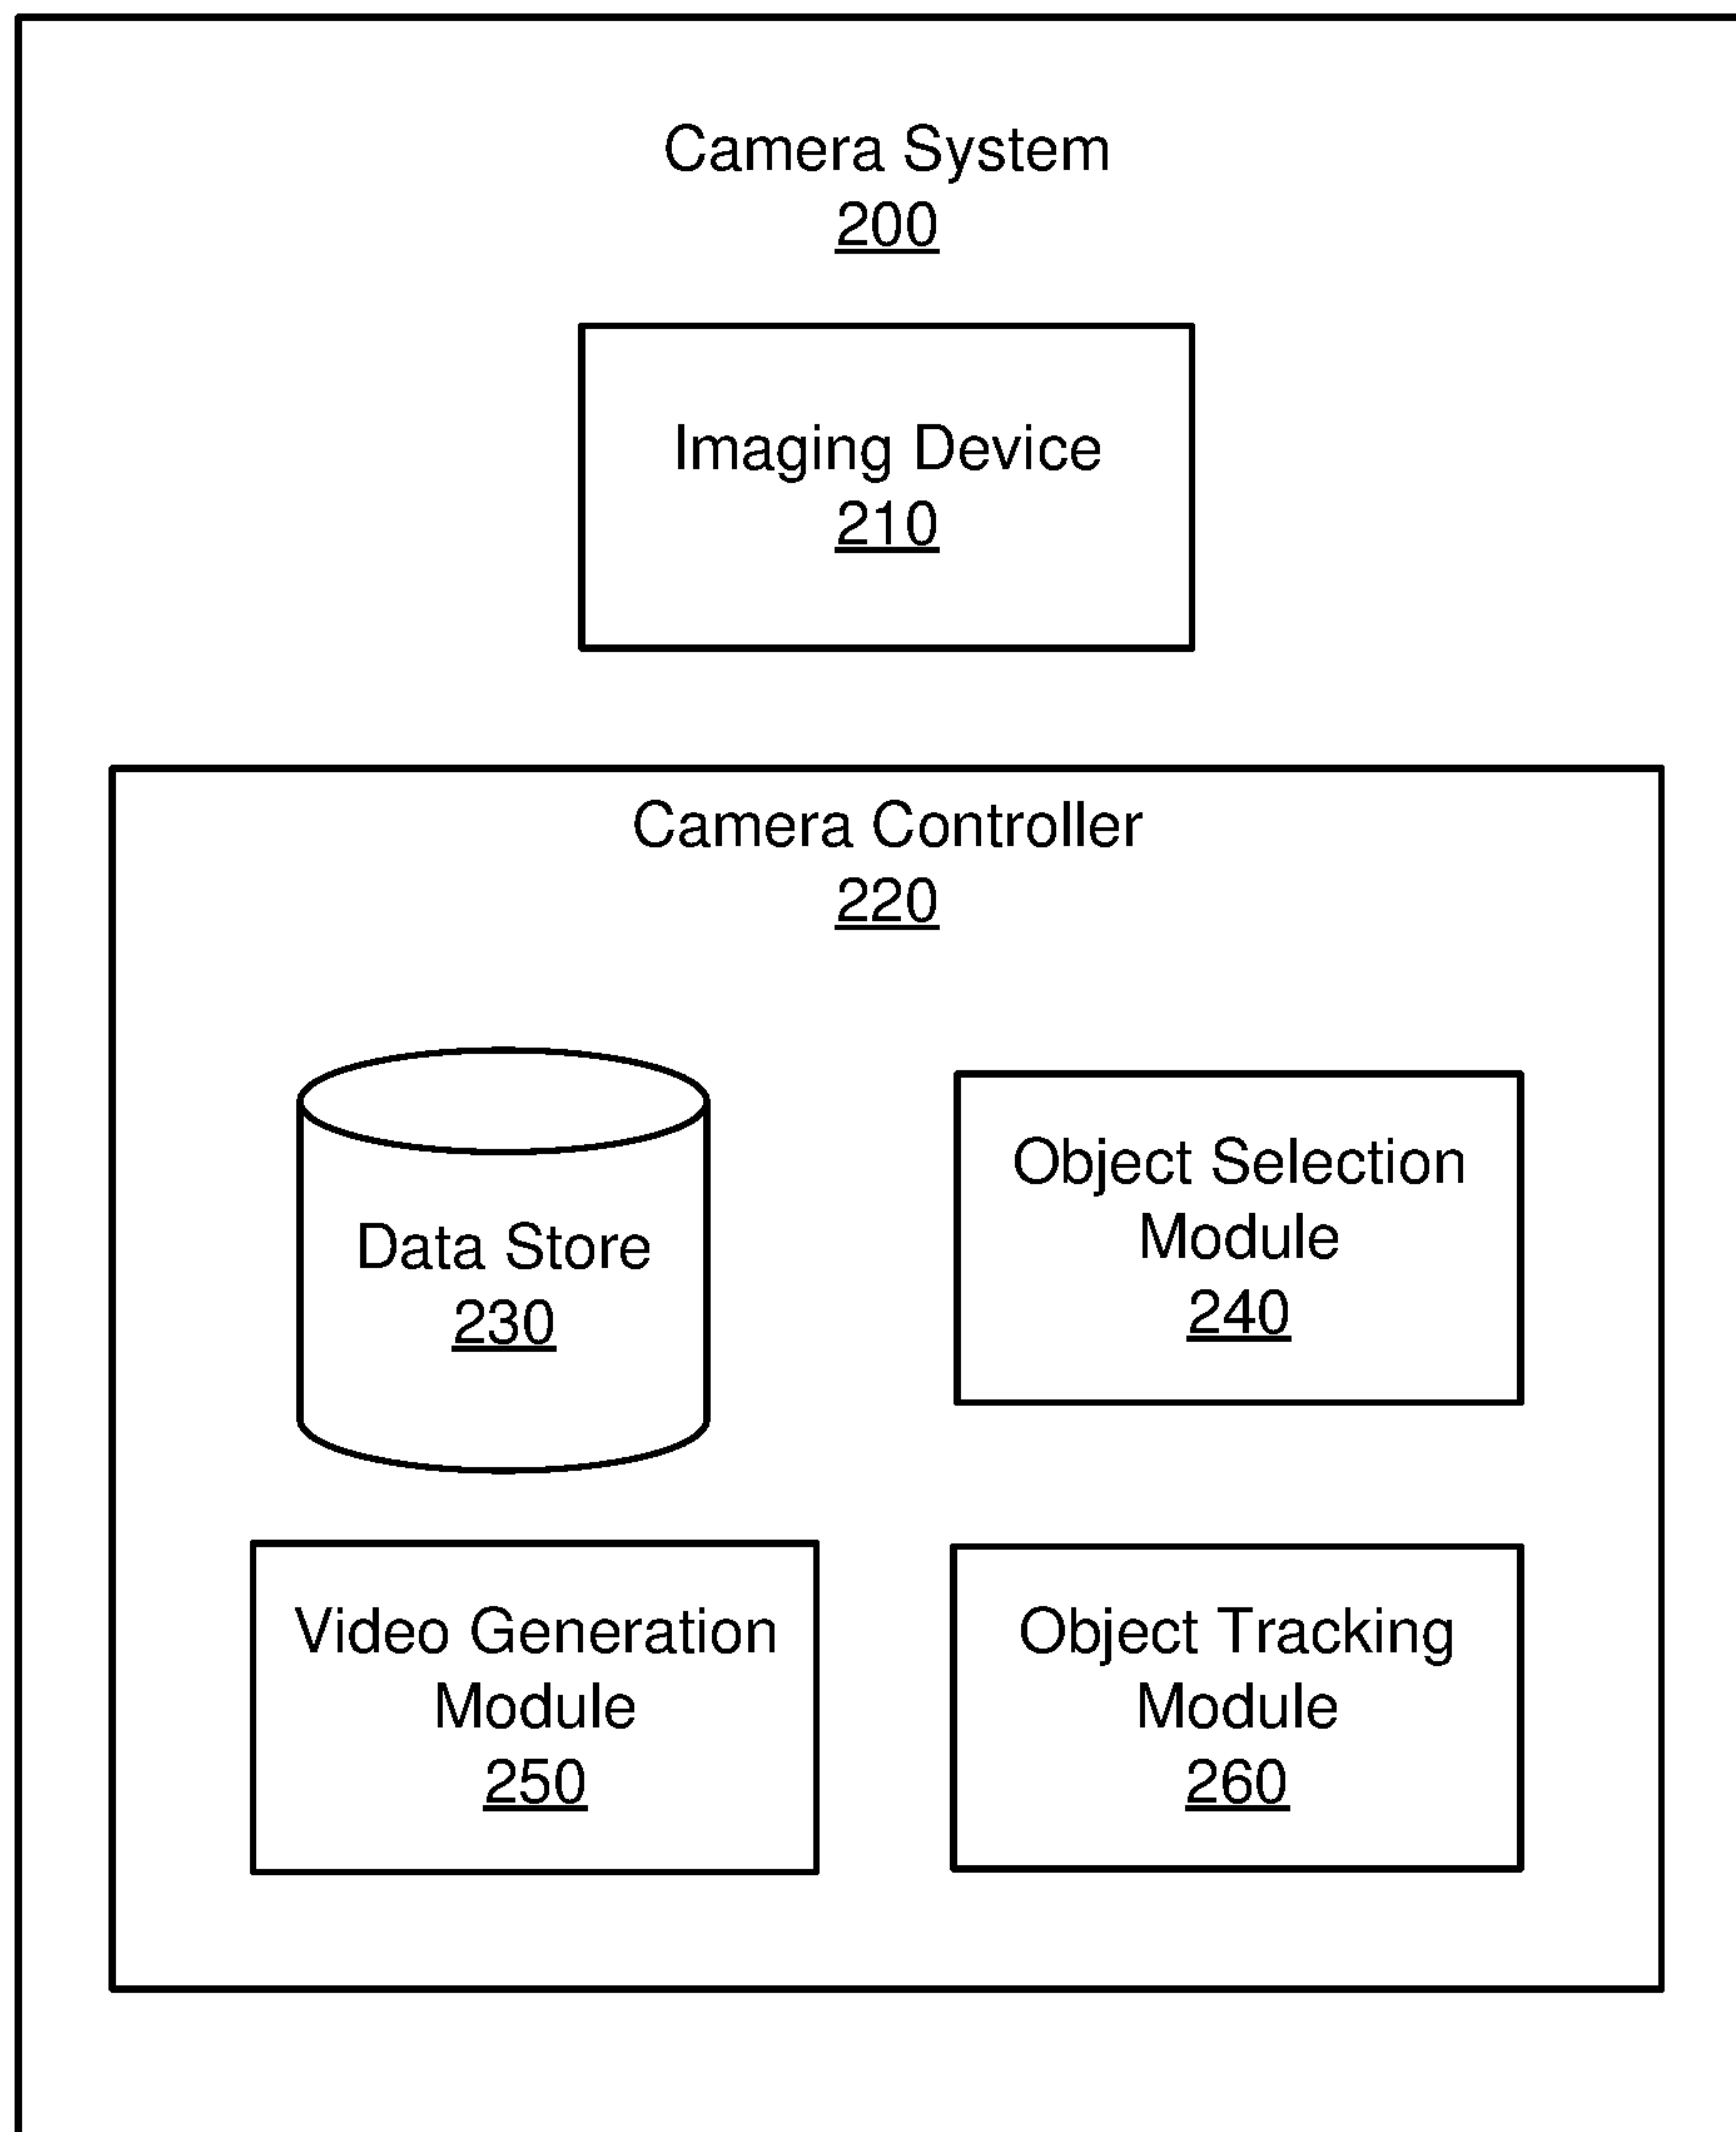 Camera System
200
Imaging Device
210
Camera Controller
220
Data Store
230
Object Selection
Module
240
Video Generation
Module
250
Object Tracking
Module
260